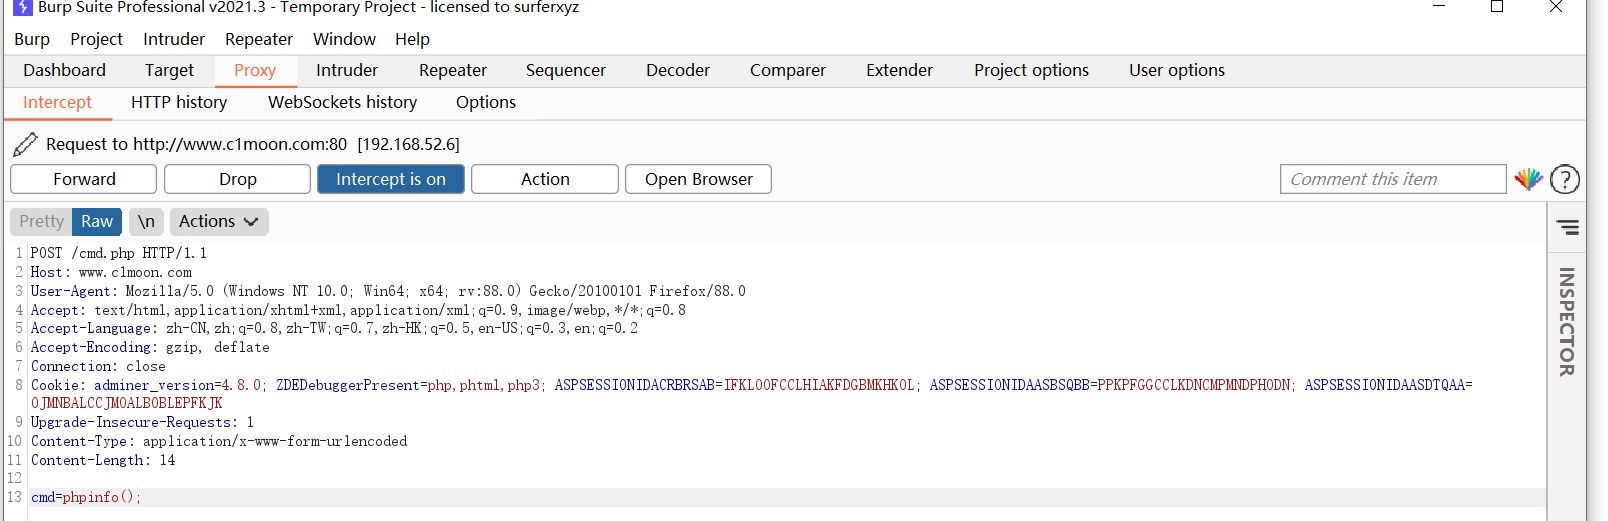 Burp Suite Professional v2021.3 - Temporary Project - licensed to surferxyz
Burp Project Intruder Repeater Window Help
Dashboard Target Proxy Intruder Repeater Sequencer Decoder Comparer Extender Project options User options
Intercept HTTP history WebSockets history Options
Request to http://www.c1moon.com:80 [192.168.52.6]
Forward Drop Intercept is on Action Open Browser Comment this item ?
Pretty Raw \n Actions
INSPECTOR
1 POST /cmd.php HTTP/1.1
2 Host: www.c1moon.com
3 User-Agent: Mozilla/5.0 (Windows NT 10.0; Win64; x64; rv:88.0) Gecko/20100101 Firefox/88.0
4 Accept: text/html,application/xhtml+xml,application/xml;q=0.9,image/webp,*/*;q=0.8
5 Accept-Language: zh-CN,zh;q=0.8,zh-TW;q=0.7,zh-HK;q=0.5,en-US;q=0.3,en;q=0.2
6 Accept-Encoding: gzip, deflate
7 Connection: close
8 Cookie: adminer_version=4.8.0; ZDEDebuggerPresent=php,phtml,php3; ASPSESSIONIDACRBRSAB=IFKLOOFCCLHIAKFDGBMKHKOL; ASPSESSIONIDAASBSQBB=PPKPFGGCCLKDNCMPMNDPHODN; ASPSESSIONIDAASDTQAA=
OJMNBALCCJMOALBOBLEPFKJK
9 Upgrade-Insecure-Requests: 1
10 Content-Type: application/x-www-form-urlencoded
11 Content-Length: 14
12
13 cmd=phpinfo();